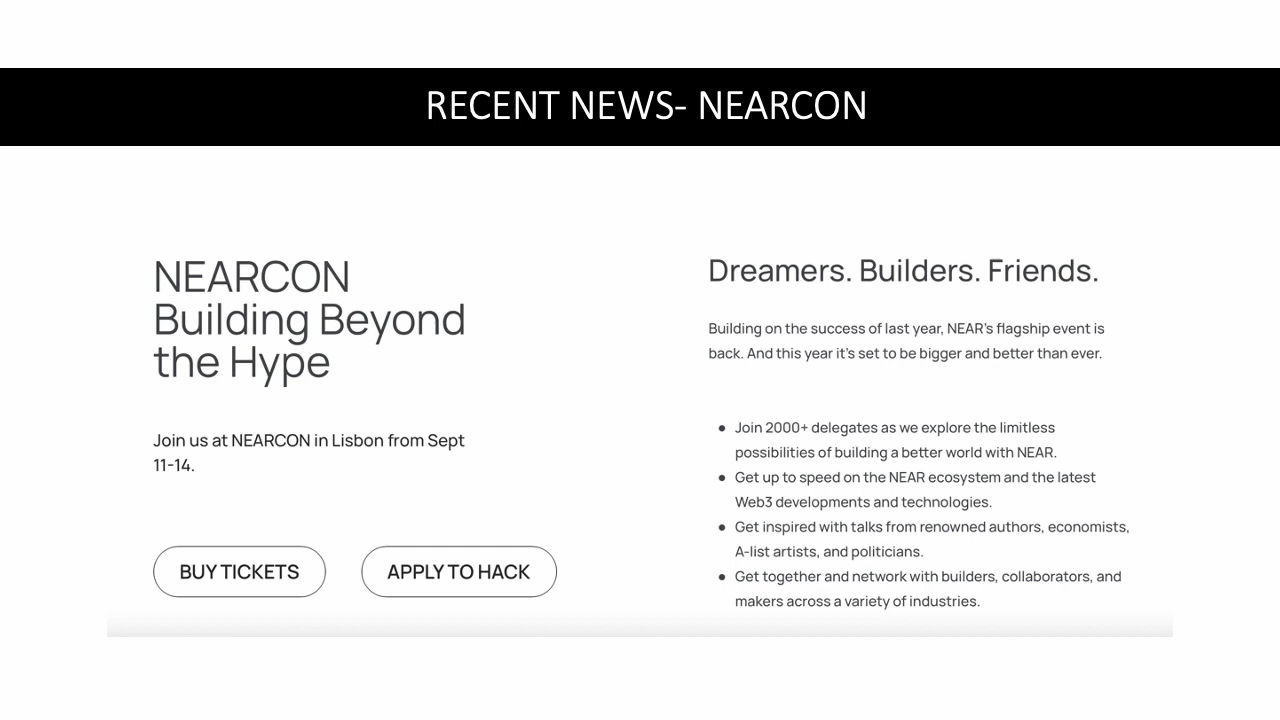 RECENT NEWS- NEARCON
NEARCON
Building Beyond
the Hype
Join us at NEARCON in Lisbon from Sept
11-14.
BUY TICKETS
APPLY TO HACK
Dreamers. Builders. Friends.
Building on the success of last year, NEAR's flagship event is
back. And this year it's set to be bigger and better than ever.
● Join 2000+ delegates as we explore the limitless
possibilities of building a better world with NEAR.
● Get up to speed on the NEAR ecosystem and the latest
Web3 developments and technologies.
● Get inspired with talks from renowned authors, economists,
A-list artists, and politicians.
● Get together and network with builders, collaborators, and
makers across a variety of industries.